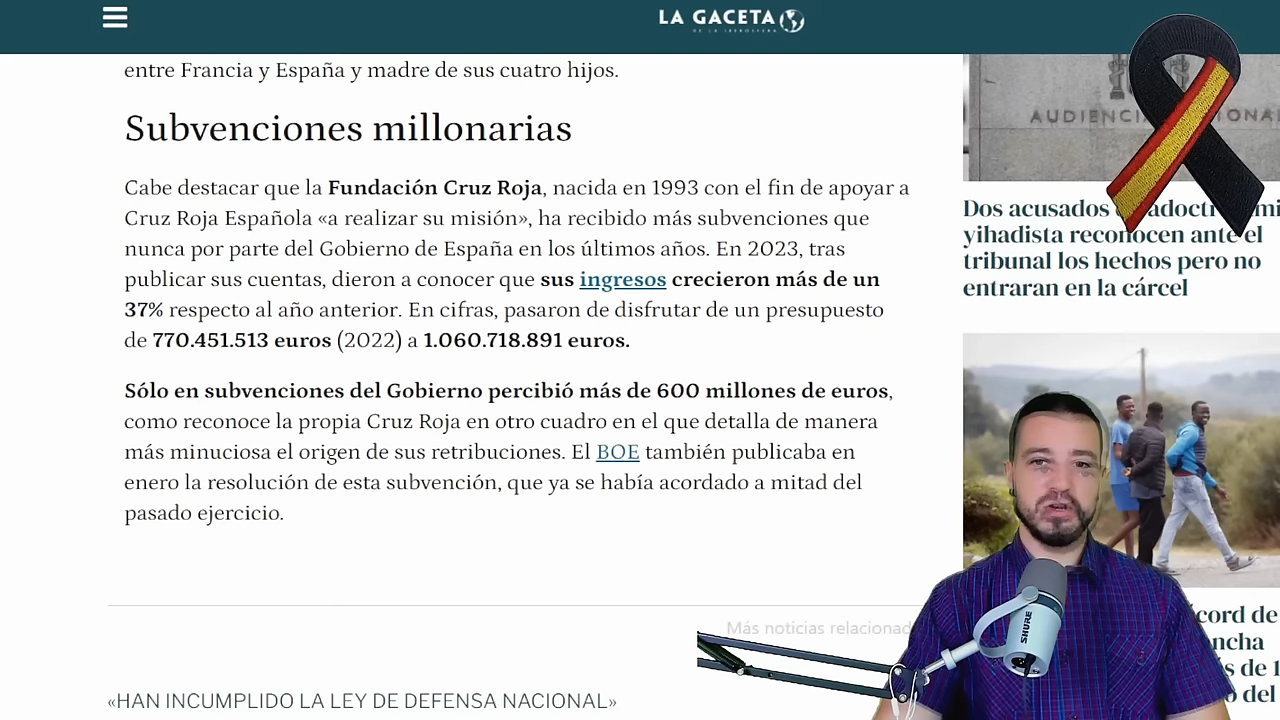 LA GACETA
DE LA IBEROSFERA
entre Francia y España y madre de sus cuatro hijos.
Subvenciones millonarias
Cabe destacar que la Fundación Cruz Roja, nacida en 1993 con el fin de apoyar a
Cruz Roja Española «a realizar su misión», ha recibido más subvenciones que
nunca por parte del Gobierno de España en los últimos años. En 2023, tras
publicar sus cuentas, dieron a conocer que sus ingresos crecieron más de un
37% respecto al año anterior. En cifras, pasaron de disfrutar de un presupuesto
de 770.451.513 euros (2022) a 1.060.718.891 euros.
Sólo en subvenciones del Gobierno percibió más de 600 millones de euros,
como reconoce la propia Cruz Roja en otro cuadro en el que detalla de manera
más minuciosa el origen de sus retribuciones. El BOE también publicaba en
enero la resolución de esta subvención, que ya se había acordado a mitad del
pasado ejercicio.
Más noticias relacionad
«HAN INCUMPLIDO LA LEY DE DEFENSA NACIONAL»
AUDIENCI
Dos acusados
yihadista reconocen ante el
tribunal los hechos pero no
entraran en la cárcel
SHURE